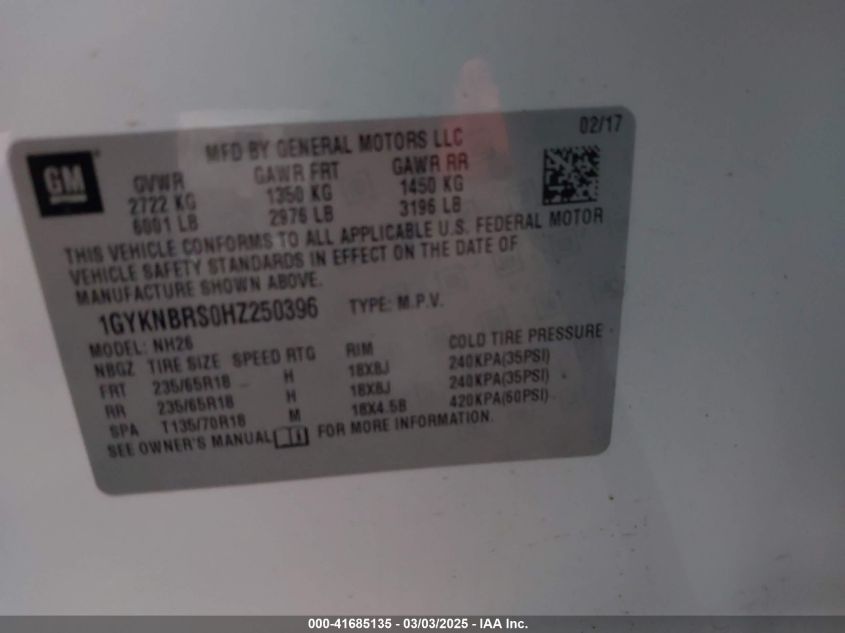 GM
MFD BY GENERAL MOTORS LLC 02/17
GVWR GAWR FRT GAWR RR
2722 KG 1350 KG 1450 KG
6001 LB 2976 LB 3196 LB
THIS VEHICLE CONFORMS TO ALL APPLICABLE U.S. FEDERAL MOTOR
VEHICLE SAFETY STANDARDS IN EFFECT ON THE DATE OF
MANUFACTURE SHOWN ABOVE.
1GYKNBRS0HZ250396 TYPE: M.P.V.
MODEL: NH26
NBGZ TIRE SIZE SPEED RTG RIM COLD TIRE PRESSURE
FRT 235/65R18 H 18X8J 240KPA(35PSI)
RR 235/65R18 H 18X8J 240KPA(35PSI)
SPA T135/70R18 M 18X4.5B 420KPA(60PSI)
SEE OWNER'S MANUAL FOR MORE INFORMATION.
000-41685135 - 03/03/2025 - IAA Inc.